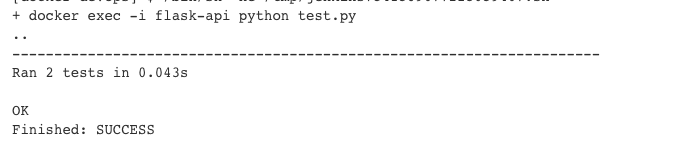 + docker exec -i flask-api python test.py
..
----------------------------------------------------------------------
Ran 2 tests in 0.043s
OK
Finished: SUCCESS